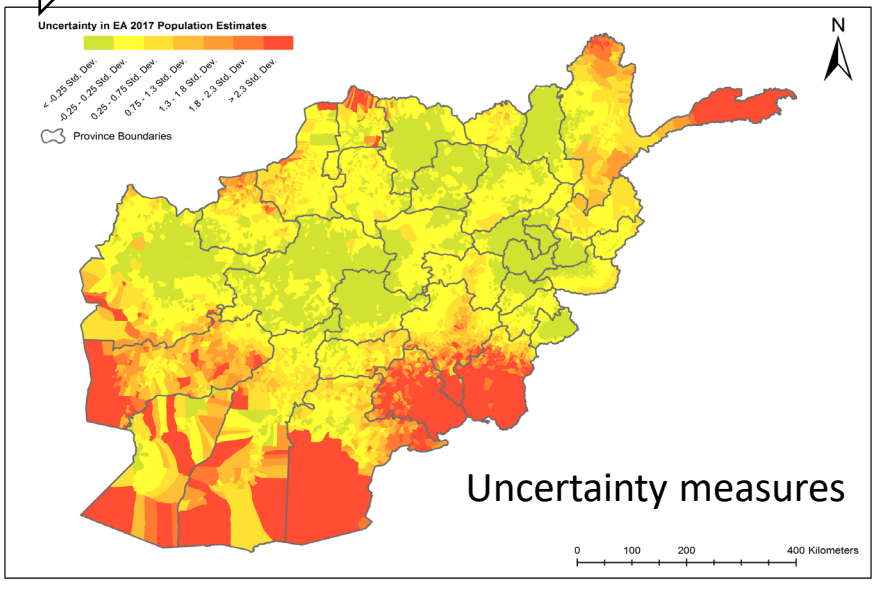 Uncertainty in EA 2017 Population Estimates
< -0.25 Std. Dev.
-0.25 - 0.25 Std. Dev.
0.25 - 0.75 Std. Dev.
0.75 - 1.3 Std. Dev.
1.3 - 1.8 Std. Dev.
1.8 - 2.3 Std. Dev.
> 2.3 Std. Dev.
Province Boundaries
N
Uncertainty measures
0 100 200 400 Kilometers